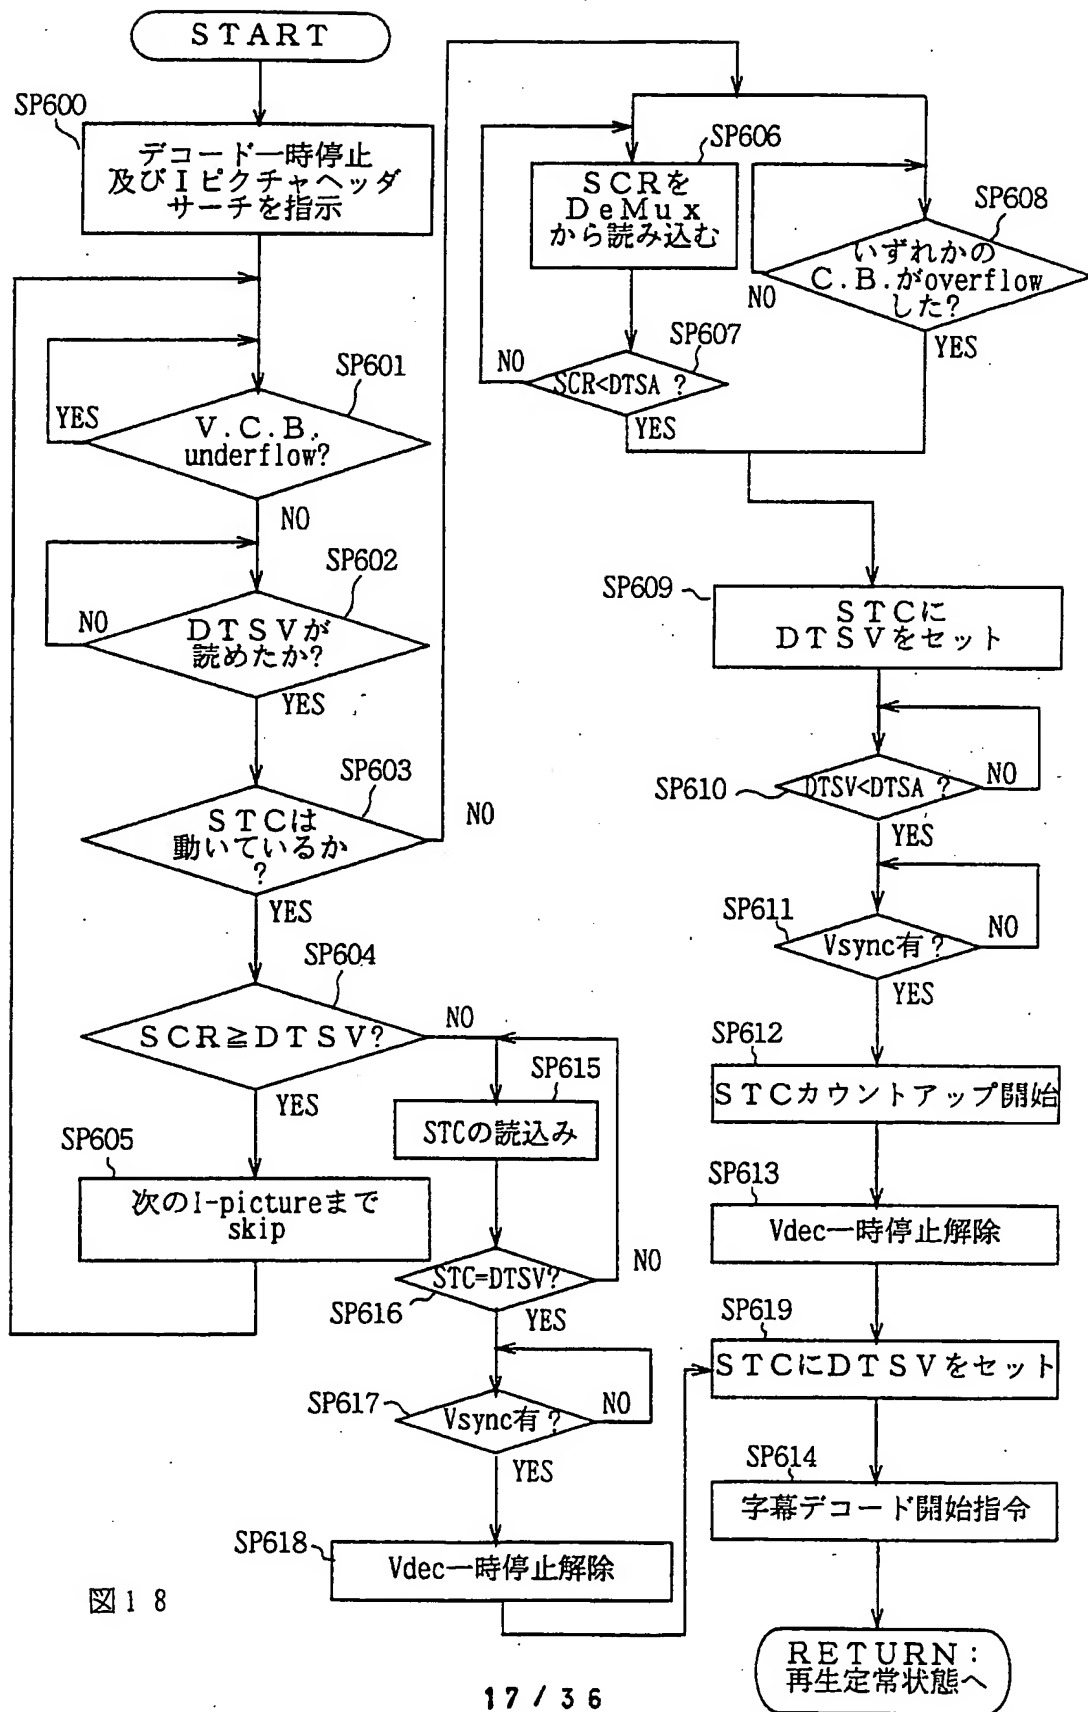 START
SP600
デコード一時停止
及びIピクチャヘッダ
サーチを指示
SP601
YES
V.C.B.
underflow?
NO
SP602
NO
DTSVが
読めたか?
YES
SP603
NO
STCは
動いているか
?
YES
SP604
NO
SCR≧DTSV?
YES
SP605
次のI-pictureまで
skip
SP615
STCの読込み
NO
STC=DTSV?
SP616
YES
SP617
Vsync有?
NO
YES
SP618
Vdec一時停止解除
SP606
SCRを
DeMux
から読み込む
SP607
NO
SCR<DTSA ?
YES
SP608
いずれかの
C.B.がoverflow
した?
NO
YES
SP609
STCに
DTSVをセット
SP610
DTSV<DTSA ?
NO
YES
SP611
Vsync有?
NO
YES
SP612
STCカウントアップ開始
SP613
Vdec一時停止解除
SP619
STCにDTSVをセット
SP614
字幕デコード開始指令
RETURN:
再生定常状態へ
図18
17/36